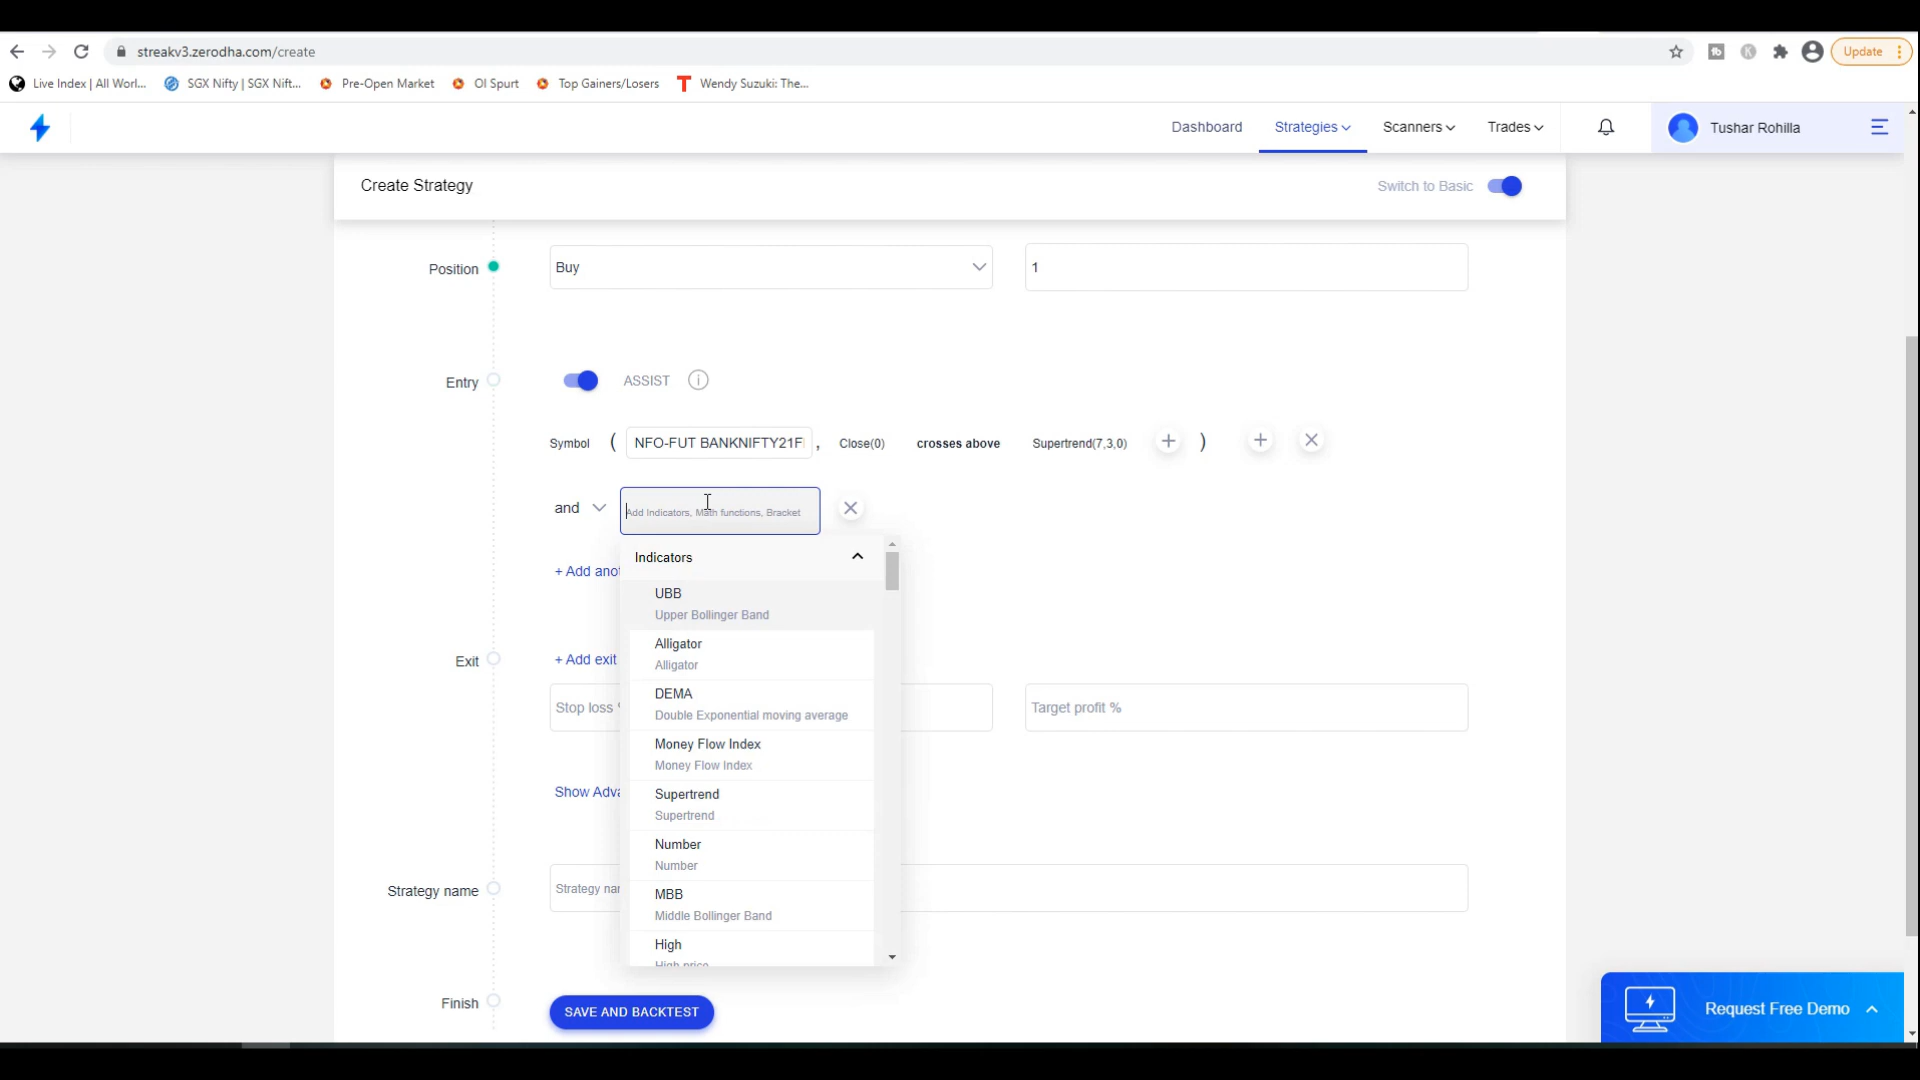 streakv3.zerodha.com/create
Update
Live Index | All Worl...
SGX Nifty | SGX Nift...
Pre-Open Market
OI Spurt
Top Gainers/Losers
Wendy Suzuki: The...
Dashboard
Strategies
Scanners
Trades
Tushar Rohilla
Create Strategy
Switch to Basic
Position
Buy
1
Entry
ASSIST
Symbol ( NFO-FUT BANKNIFTY21F , Close(0) crosses above Supertrend(7,3,0) + )
and
Add Indicators, Math functions, Bracket
Indicators
+ Add anot
UBB
Upper Bollinger Band
Alligator
Alligator
Exit
+ Add exit
DEMA
Double Exponential moving average
Stop loss
Target profit %
Money Flow Index
Money Flow Index
Show Adva
Supertrend
Supertrend
Number
Number
Strategy name
Strategy nar
MBB
Middle Bollinger Band
High
High price
Finish
SAVE AND BACKTEST
Request Free Demo